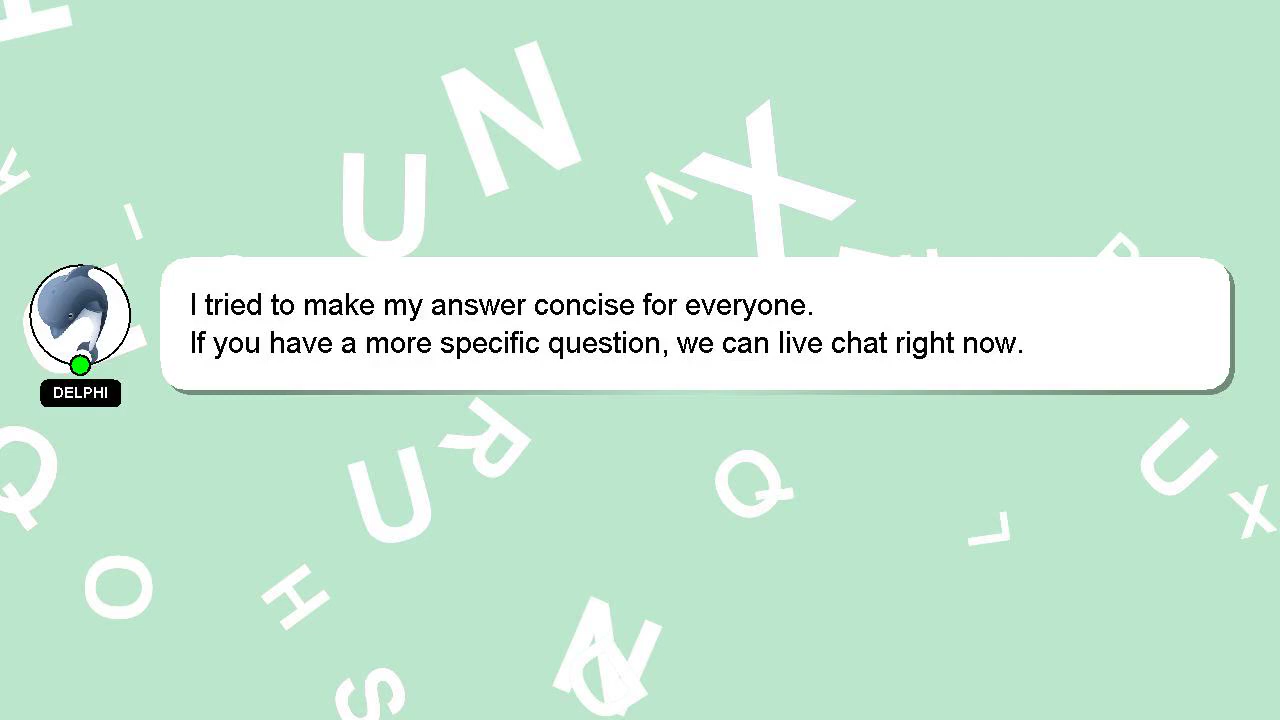 I tried to make my answer concise for everyone.
If you have a more specific question, we can live chat right now.
DELPHI